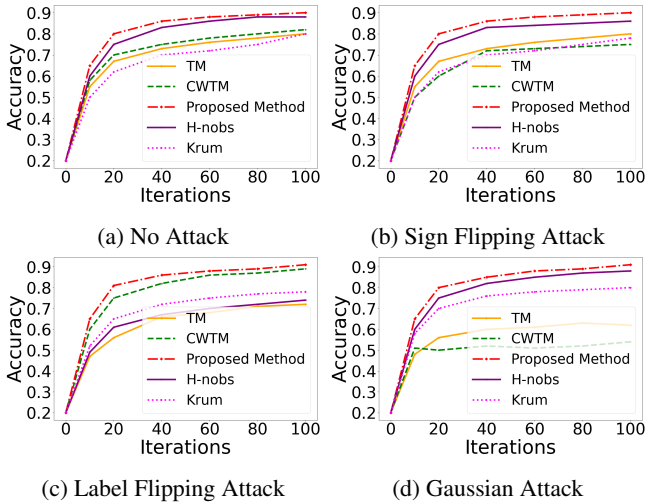 0.9
0.8
0.7
0.6
0.5
0.4
0.3
0.2
Accuracy
TM
CWTM
Proposed Method
H-nobs
Krum
0 20 40 60 80 100
Iterations
(a) No Attack
0.9
0.8
0.7
0.6
0.5
0.4
0.3
0.2
Accuracy
TM
CWTM
Proposed Method
H-nobs
Krum
0 20 40 60 80 100
Iterations
(b) Sign Flipping Attack
0.9
0.8
0.7
0.6
0.5
0.4
0.3
0.2
Accuracy
TM
CWTM
Proposed Method
H-nobs
Krum
0 20 40 60 80 100
Iterations
(c) Label Flipping Attack
0.9
0.8
0.7
0.6
0.5
0.4
0.3
0.2
Accuracy
TM
CWTM
Proposed Method
H-nobs
Krum
0 20 40 60 80 100
Iterations
(d) Gaussian Attack